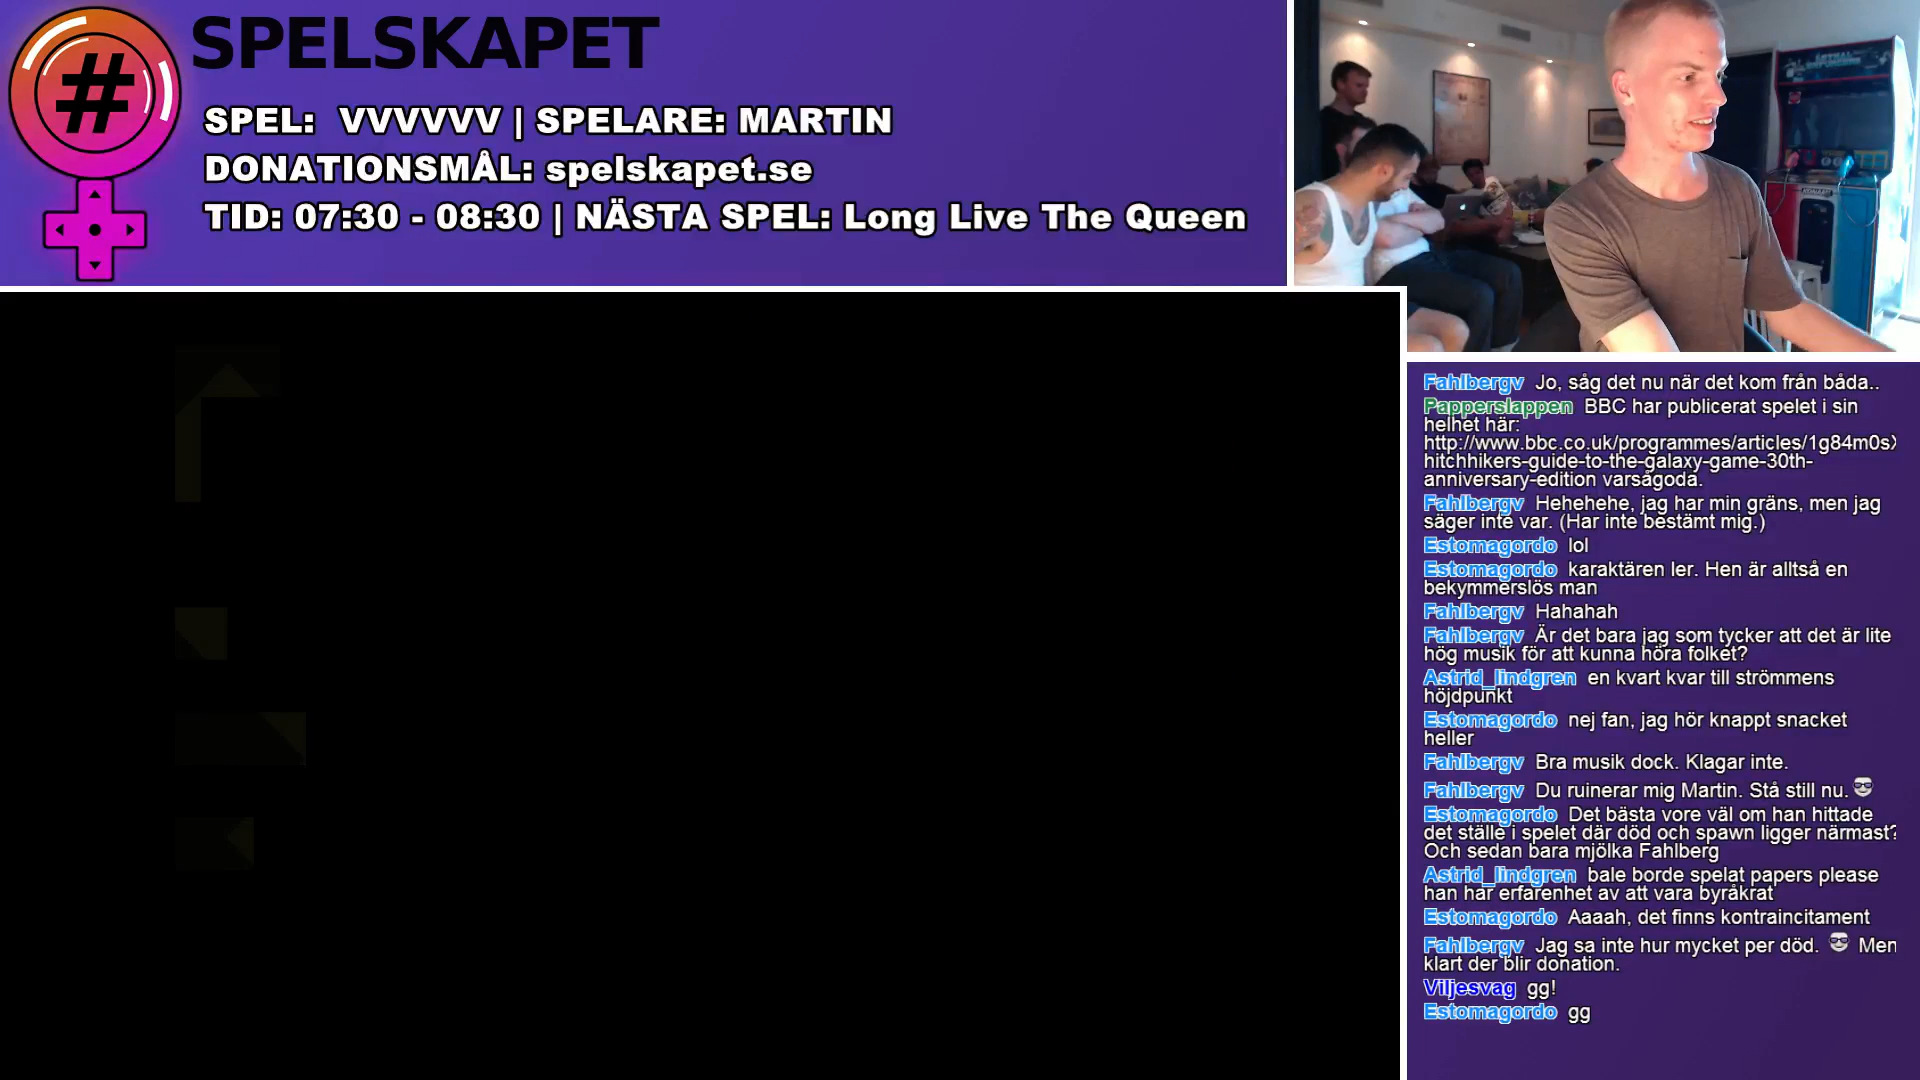 SPELSKAPET
SPEL: VVVVVV | SPELARE: MARTIN
DONATIONSMÅL: spelskapet.se
TID: 07:30 - 08:30 | NÄSTA SPEL: Long Live The Queen
Fahlbergv Jo, såg det nu när det kom från båda..
Papperslappen BBC har publicerat spelet i sin
helhet här:
http://www.bbc.co.uk/programmes/articles/1g84m0sX
hitchhikers-guide-to-the-galaxy-game-30th-
anniversary-edition varsågoda.
Fahlbergv Hehehehe, jag har min gräns, men jag
säger inte var. (Har inte bestämt mig.)
Estomagordo lol
Estomagordo karaktären ler. Hen är alltså en
bekymmerslös man
Fahlbergv Hahahah
Fahlbergv Är det bara jag som tycker att det är lite
hög musik för att kunna höra folket?
Astrid_lindgren en kvart kvar till strömmens
höjdpunkt
Estomagordo nej fan, jag hör knappt snacket
heller
Fahlbergv Bra musik dock. Klagar inte.
Fahlbergv Du ruinerar mig Martin. Stå still nu.
Estomagordo Det bästa vore väl om han hittade
det ställe i spelet där död och spawn ligger närmast?
Och sedan bara mjölka Fahlberg
Astrid_lindgren bale borde spelat papers please
han har erfarenhet av att vara byråkrat
Estomagordo Aaaah, det finns kontraincitament
Fahlbergv Jag sa inte hur mycket per död. Men
klart der blir donation.
Viljesvag gg!
Estomagordo gg